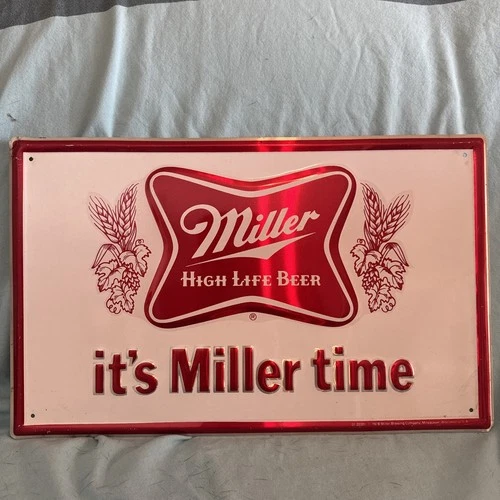 Miller
HIGH LIFE BEER
®
it's Miller time